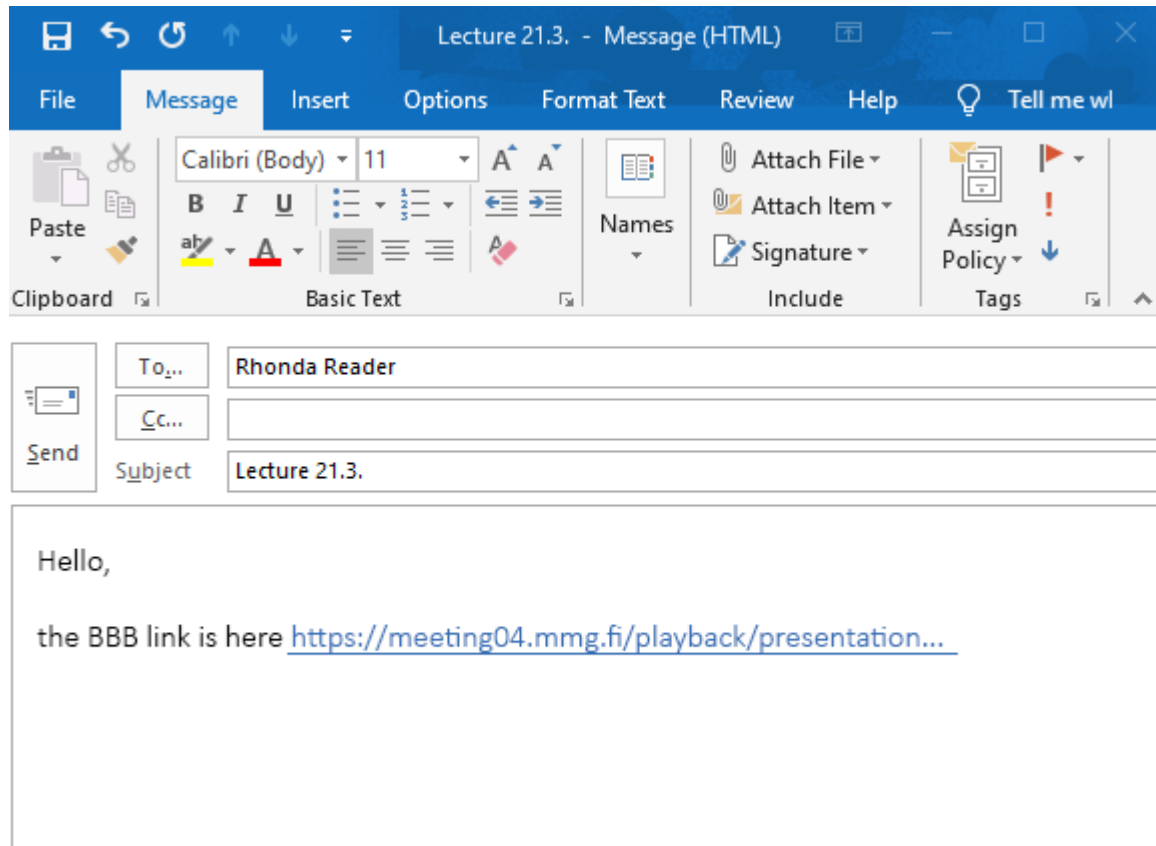 Lecture 21.3. - Message (HTML)
File Message Insert Options Format Text Review Help Tell me wl
Calibri (Body) 11 A A Attach File
B I U Attach Item
Paste Names Assign
ab A Signature Policy
Clipboard Basic Text Include Tags
To... Rhonda Reader
Cc...
Send
Subject Lecture 21.3.
Hello,
the BBB link is here https://meeting04.mmg.fi/playback/presentation...